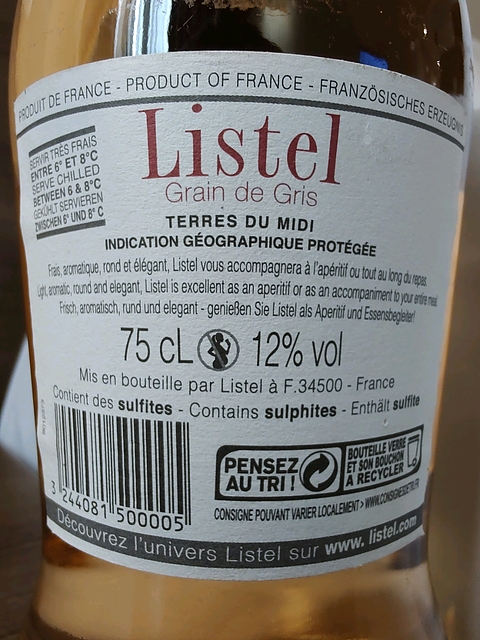 PRODUIT DE FRANCE - PRODUCT OF FRANCE - FRANZÖSISCHES ERZEUGNIS
Listel
Grain de Gris
SERVIR TRÈS FRAIS
ENTRE 6° ET 8°C
SERVE CHILLED
BETWEEN 6 & 8°C
GEKÜHLT SERVIEREN
ZWISCHEN 6° UND 8° C
TERRES DU MIDI
INDICATION GÉOGRAPHIQUE PROTÉGÉE
Frais, aromatique, rond et élégant, Listel vous accompagnera à l'apéritif ou tout au long du repas.
Light, aromatic, round and elegant, Listel is excellent as an aperitif or as an accompaniment to your entire meal.
Frisch, aromatisch, rund und elegant - genießen Sie Listel als Aperitif und Essensbegleiter!
75 cL 12% vol
Mis en bouteille par Listel à F.34500 - France
Contient des sulfites - Contains sulphites - Enthält sulfite
PENSEZ
AU TRI !
BOUTEILLE VERRE
ET SON BOUCHON
À RECYCLER
CONSIGNE POUVANT VARIER LOCALEMENT > WWW.CONSIGNESDETRI.FR
3 244081 500005
Découvrez l'univers Listel sur www. listel.com